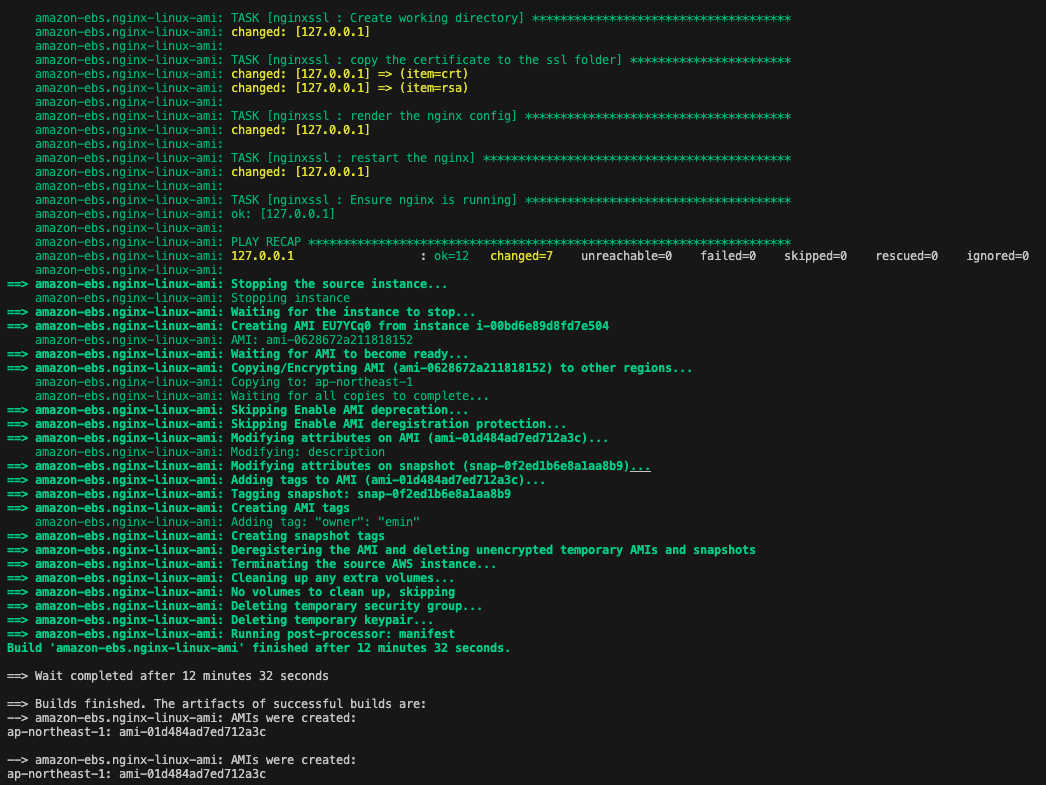 amazon-ebs.nginx-linux-ami: TASK [nginxssl : Create working directory] *************************************
amazon-ebs.nginx-linux-ami: changed: [127.0.0.1]
amazon-ebs.nginx-linux-ami:
amazon-ebs.nginx-linux-ami: TASK [nginxssl : copy the certificate to the ssl folder] ***********************
amazon-ebs.nginx-linux-ami: changed: [127.0.0.1] => (item=crt)
amazon-ebs.nginx-linux-ami: changed: [127.0.0.1] => (item=rsa)
amazon-ebs.nginx-linux-ami:
amazon-ebs.nginx-linux-ami: TASK [nginxssl : render the nginx config] **************************************
amazon-ebs.nginx-linux-ami: changed: [127.0.0.1]
amazon-ebs.nginx-linux-ami:
amazon-ebs.nginx-linux-ami: TASK [nginxssl : restart the nginx] ********************************************
amazon-ebs.nginx-linux-ami: changed: [127.0.0.1]
amazon-ebs.nginx-linux-ami:
amazon-ebs.nginx-linux-ami: TASK [nginxssl : Ensure nginx is running] **************************************
amazon-ebs.nginx-linux-ami: ok: [127.0.0.1]
amazon-ebs.nginx-linux-ami:
amazon-ebs.nginx-linux-ami: PLAY RECAP *********************************************************************
amazon-ebs.nginx-linux-ami: 127.0.0.1                  : ok=12   changed=7    unreachable=0    failed=0    skipped=0    rescued=0    ignored=0
amazon-ebs.nginx-linux-ami:
==> amazon-ebs.nginx-linux-ami: Stopping the source instance...
amazon-ebs.nginx-linux-ami: Stopping instance
==> amazon-ebs.nginx-linux-ami: Waiting for the instance to stop...
==> amazon-ebs.nginx-linux-ami: Creating AMI EU7YCq0 from instance i-00bd6e89d8fd7e504
amazon-ebs.nginx-linux-ami: AMI: ami-0628672a211818152
==> amazon-ebs.nginx-linux-ami: Waiting for AMI to become ready...
==> amazon-ebs.nginx-linux-ami: Copying/Encrypting AMI (ami-0628672a211818152) to other regions...
amazon-ebs.nginx-linux-ami: Copying to: ap-northeast-1
amazon-ebs.nginx-linux-ami: Waiting for all copies to complete...
==> amazon-ebs.nginx-linux-ami: Skipping Enable AMI deprecation...
==> amazon-ebs.nginx-linux-ami: Skipping Enable AMI deregistration protection...
==> amazon-ebs.nginx-linux-ami: Modifying attributes on AMI (ami-01d484ad7ed712a3c)...
amazon-ebs.nginx-linux-ami: Modifying: description
==> amazon-ebs.nginx-linux-ami: Modifying attributes on snapshot (snap-0f2ed1b6e8a1aa8b9)...
==> amazon-ebs.nginx-linux-ami: Adding tags to AMI (ami-01d484ad7ed712a3c)...
==> amazon-ebs.nginx-linux-ami: Tagging snapshot: snap-0f2ed1b6e8a1aa8b9
==> amazon-ebs.nginx-linux-ami: Creating AMI tags
amazon-ebs.nginx-linux-ami: Adding tag: "owner": "emin"
==> amazon-ebs.nginx-linux-ami: Creating snapshot tags
==> amazon-ebs.nginx-linux-ami: Deregistering the AMI and deleting unencrypted temporary AMIs and snapshots
==> amazon-ebs.nginx-linux-ami: Terminating the source AWS instance...
==> amazon-ebs.nginx-linux-ami: Cleaning up any extra volumes...
==> amazon-ebs.nginx-linux-ami: No volumes to clean up, skipping
==> amazon-ebs.nginx-linux-ami: Deleting temporary security group...
==> amazon-ebs.nginx-linux-ami: Deleting temporary keypair...
==> amazon-ebs.nginx-linux-ami: Running post-processor: manifest
Build 'amazon-ebs.nginx-linux-ami' finished after 12 minutes 32 seconds.
==> Wait completed after 12 minutes 32 seconds
==> Builds finished. The artifacts of successful builds are:
--> amazon-ebs.nginx-linux-ami: AMIs were created:
ap-northeast-1: ami-01d484ad7ed712a3c
--> amazon-ebs.nginx-linux-ami: AMIs were created:
ap-northeast-1: ami-01d484ad7ed712a3c